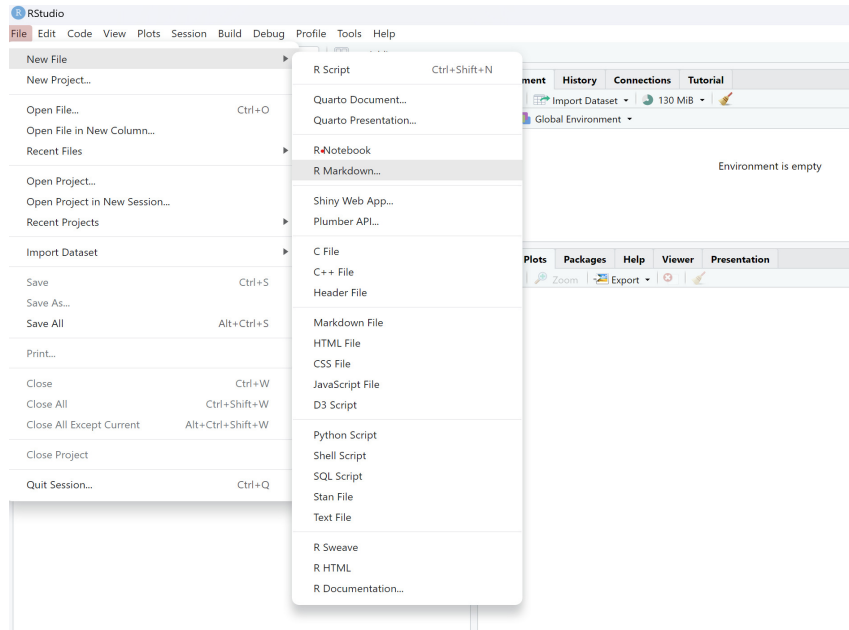 RStudio
File Edit Code View Plots Session Build Debug Profile Tools Help
New File
New Project...
Open File... Ctrl+O
Open File in New Column...
Recent Files
Open Project...
Open Project in New Session...
Recent Projects
Import Dataset
Save Ctrl+S
Save As...
Save All Alt+Ctrl+S
Print...
Close Ctrl+W
Close All Ctrl+Shift+W
Close All Except Current Alt+Ctrl+Shift+W
Close Project
Quit Session... Ctrl+Q
R Script Ctrl+Shift+N
Quarto Document...
Quarto Presentation...
R Notebook
R Markdown...
Shiny Web App...
Plumber API...
C File
C++ File
Header File
Markdown File
HTML File
CSS File
JavaScript File
D3 Script
Python Script
Shell Script
SQL Script
Stan File
Text File
R Sweave
R HTML
R Documentation...
ment History Connections Tutorial
Import Dataset 130 MiB
Global Environment
Environment is empty
Plots Packages Help Viewer Presentation
Zoom Export